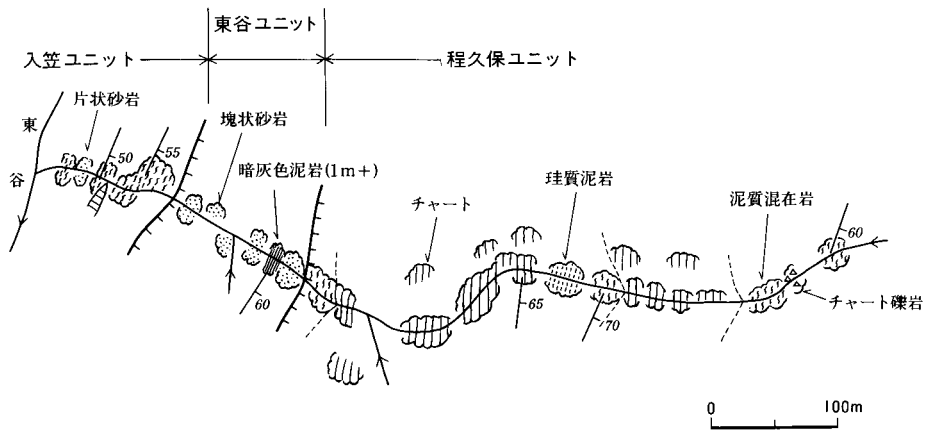 東谷ユニット
入笠ユニット
程久保ユニット
片状砂岩
塊状砂岩
東
谷
50
55
暗灰色泥岩(1m+)
チャート
珪質泥岩
泥質混在岩
60
チャート礫岩
60
65
70
0 100m